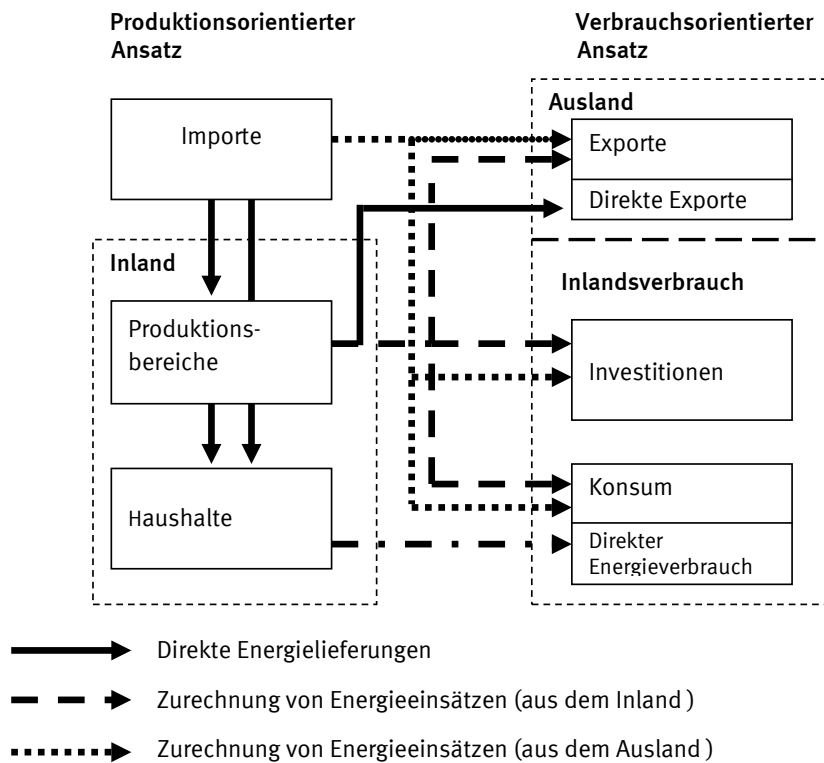 Produktionsorientierter
Ansatz
Verbrauchsorientierter
Ansatz
Importe
Inland
Produktions-
bereiche
Haushalte
Ausland
Exporte
Direkte Exporte
Inlandsverbrauch
Investitionen
Konsum
Direkter
Energieverbrauch
Direkte Energielieferungen
Zurechnung von Energieeinsätzen (aus dem Inland )
Zurechnung von Energieeinsätzen (aus dem Ausland )